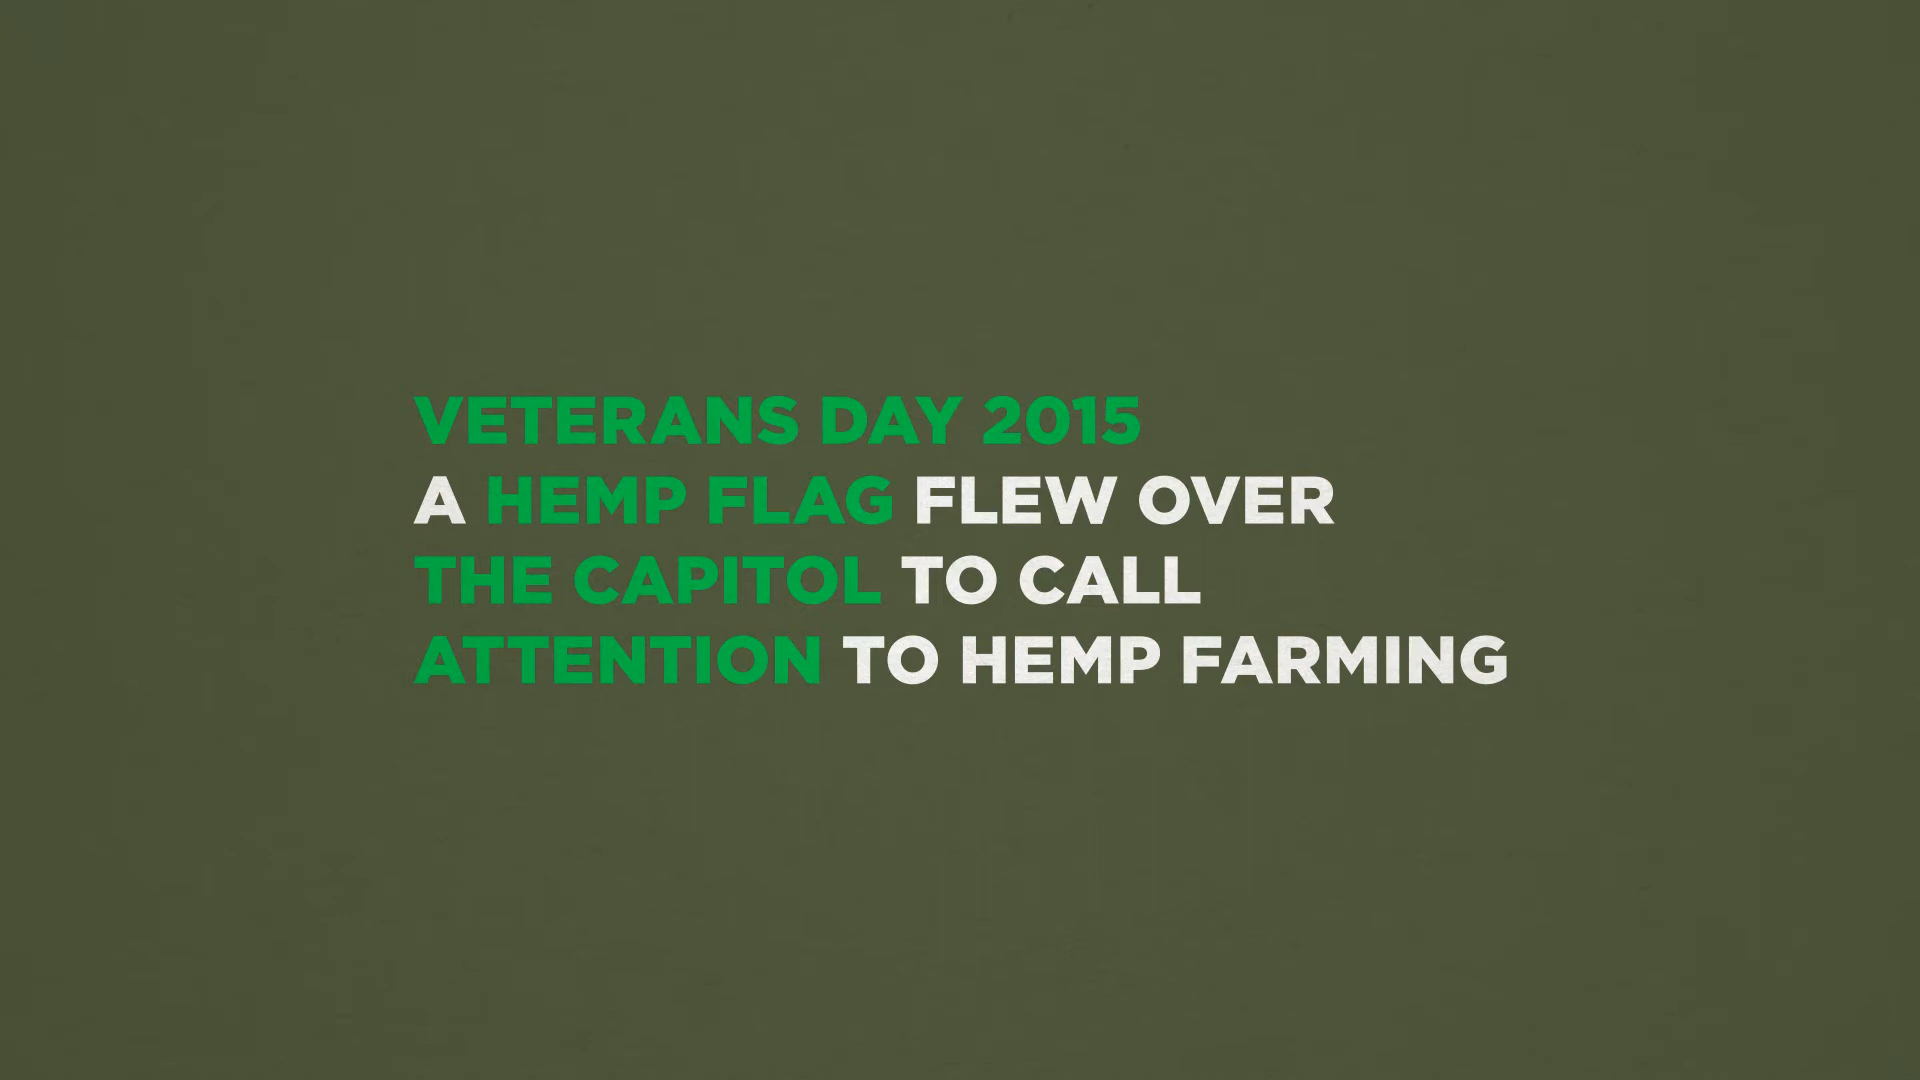 VETERANS DAY 2015
A HEMP FLAG FLEW OVER
THE CAPITOL TO CALL
ATTENTION TO HEMP FARMING